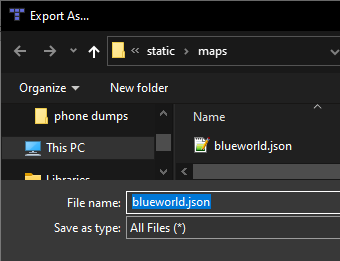 Export As...
static maps
Organize New folder
phone dumps
This PC
Libraries
Name
blueworld.json
File name: blueworld.json
Save as type: All Files (*)